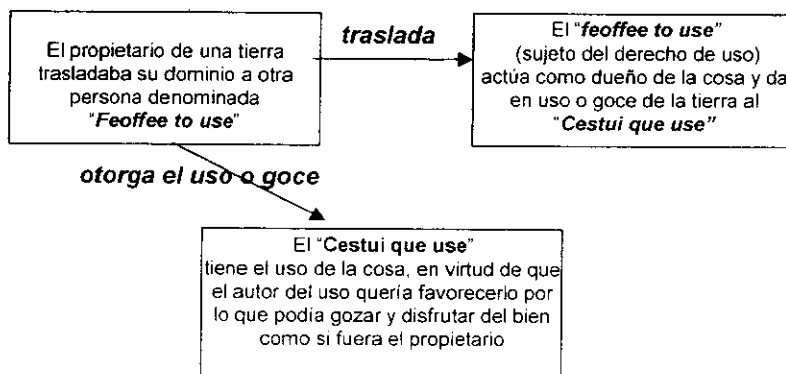 El propietario de una tierra
trasladaba su dominio a otra
persona denominada
"Feoffee to use"
traslada
El "feoffee to use"
(sujeto del derecho de uso)
actúa como dueño de la cosa y da
en uso o goce de la tierra al
"Cestui que use"
otorga el uso o goce
El "Cestui que use"
tiene el uso de la cosa, en virtud de que
el autor del uso quería favorecerlo por
lo que podía gozar y disfrutar del bien
como si fuera el propietario